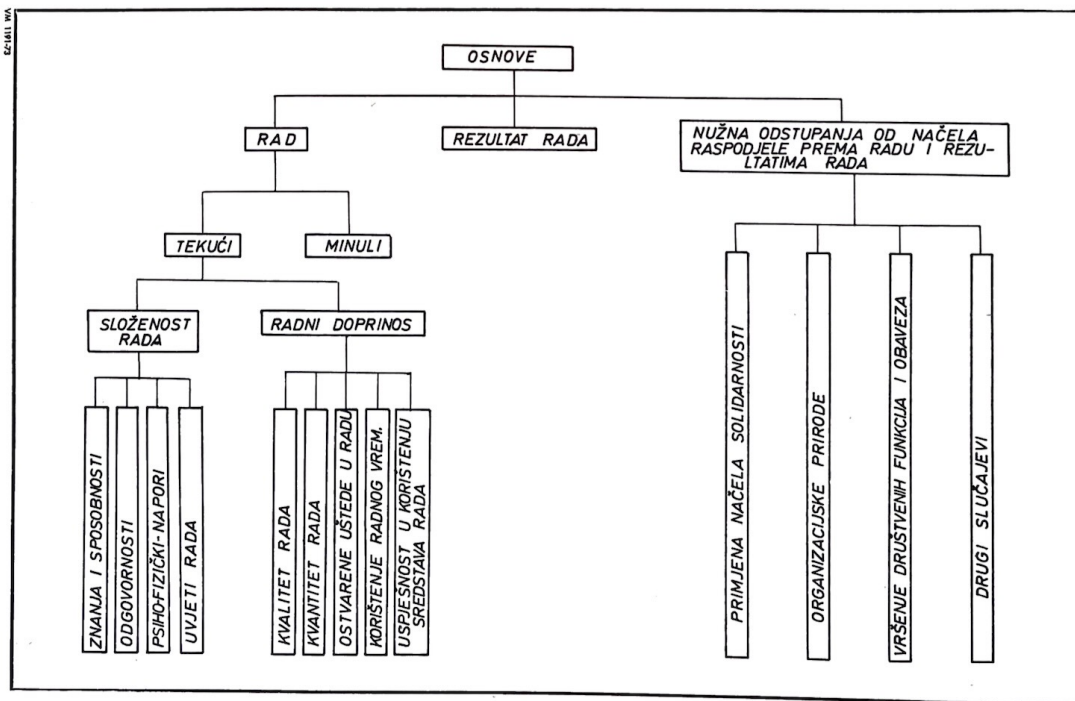 VM 1191-73
OSNOVE
RAD
REZULTAT RADA
NUŽNA ODSTUPANJA OD NAČELA
RASPODJELE PREMA RADU I REZU-
LTATIMA RADA
TEKUĆI
MINULI
SLOŽENOST
RADA
RADNI DOPRINOS
ZNANJA I SPOSOBNOSTI
ODGOVORNOSTI
PSIHO-FIZIČKI-NAPORI
UVJETI RADA
KVALITET RADA
KVANTITET RADA
OSTVARENE UŠTEDE U RADU
KORIŠTENJE RADNOG VREM.
USPJEŠNOST U KORIŠTENJU
SREDSTAVA RADA
PRIMJENA NAČELA SOLIDARNOSTI
ORGANIZACIJSKE PRIRODE
VRŠENJE DRUŠTVENIH FUNKCIJA I OBAVEZA
DRUGI SLUČAJEVI